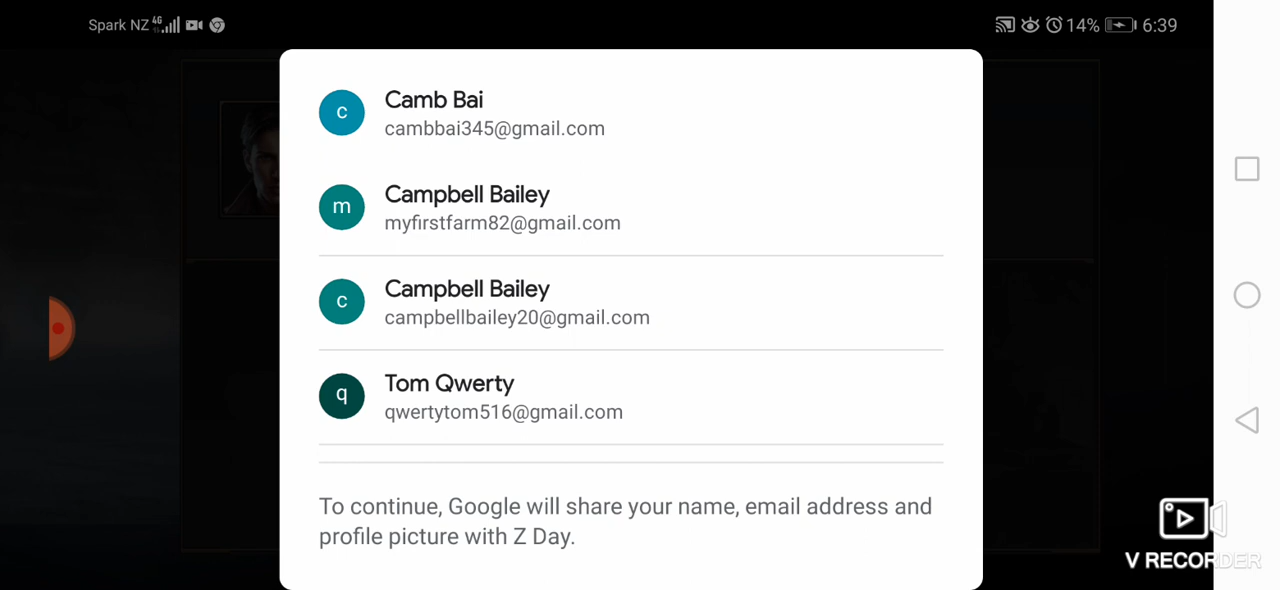 Spark NZ 4G
14% 6:39
Camb Bai
cambbai345@gmail.com
Campbell Bailey
myfirstfarm82@gmail.com
Campbell Bailey
campbellbailey20@gmail.com
Tom Qwerty
qwertytom516@gmail.com
To continue, Google will share your name, email address and
profile picture with Z Day.
V RECORDER
c
m
c
q